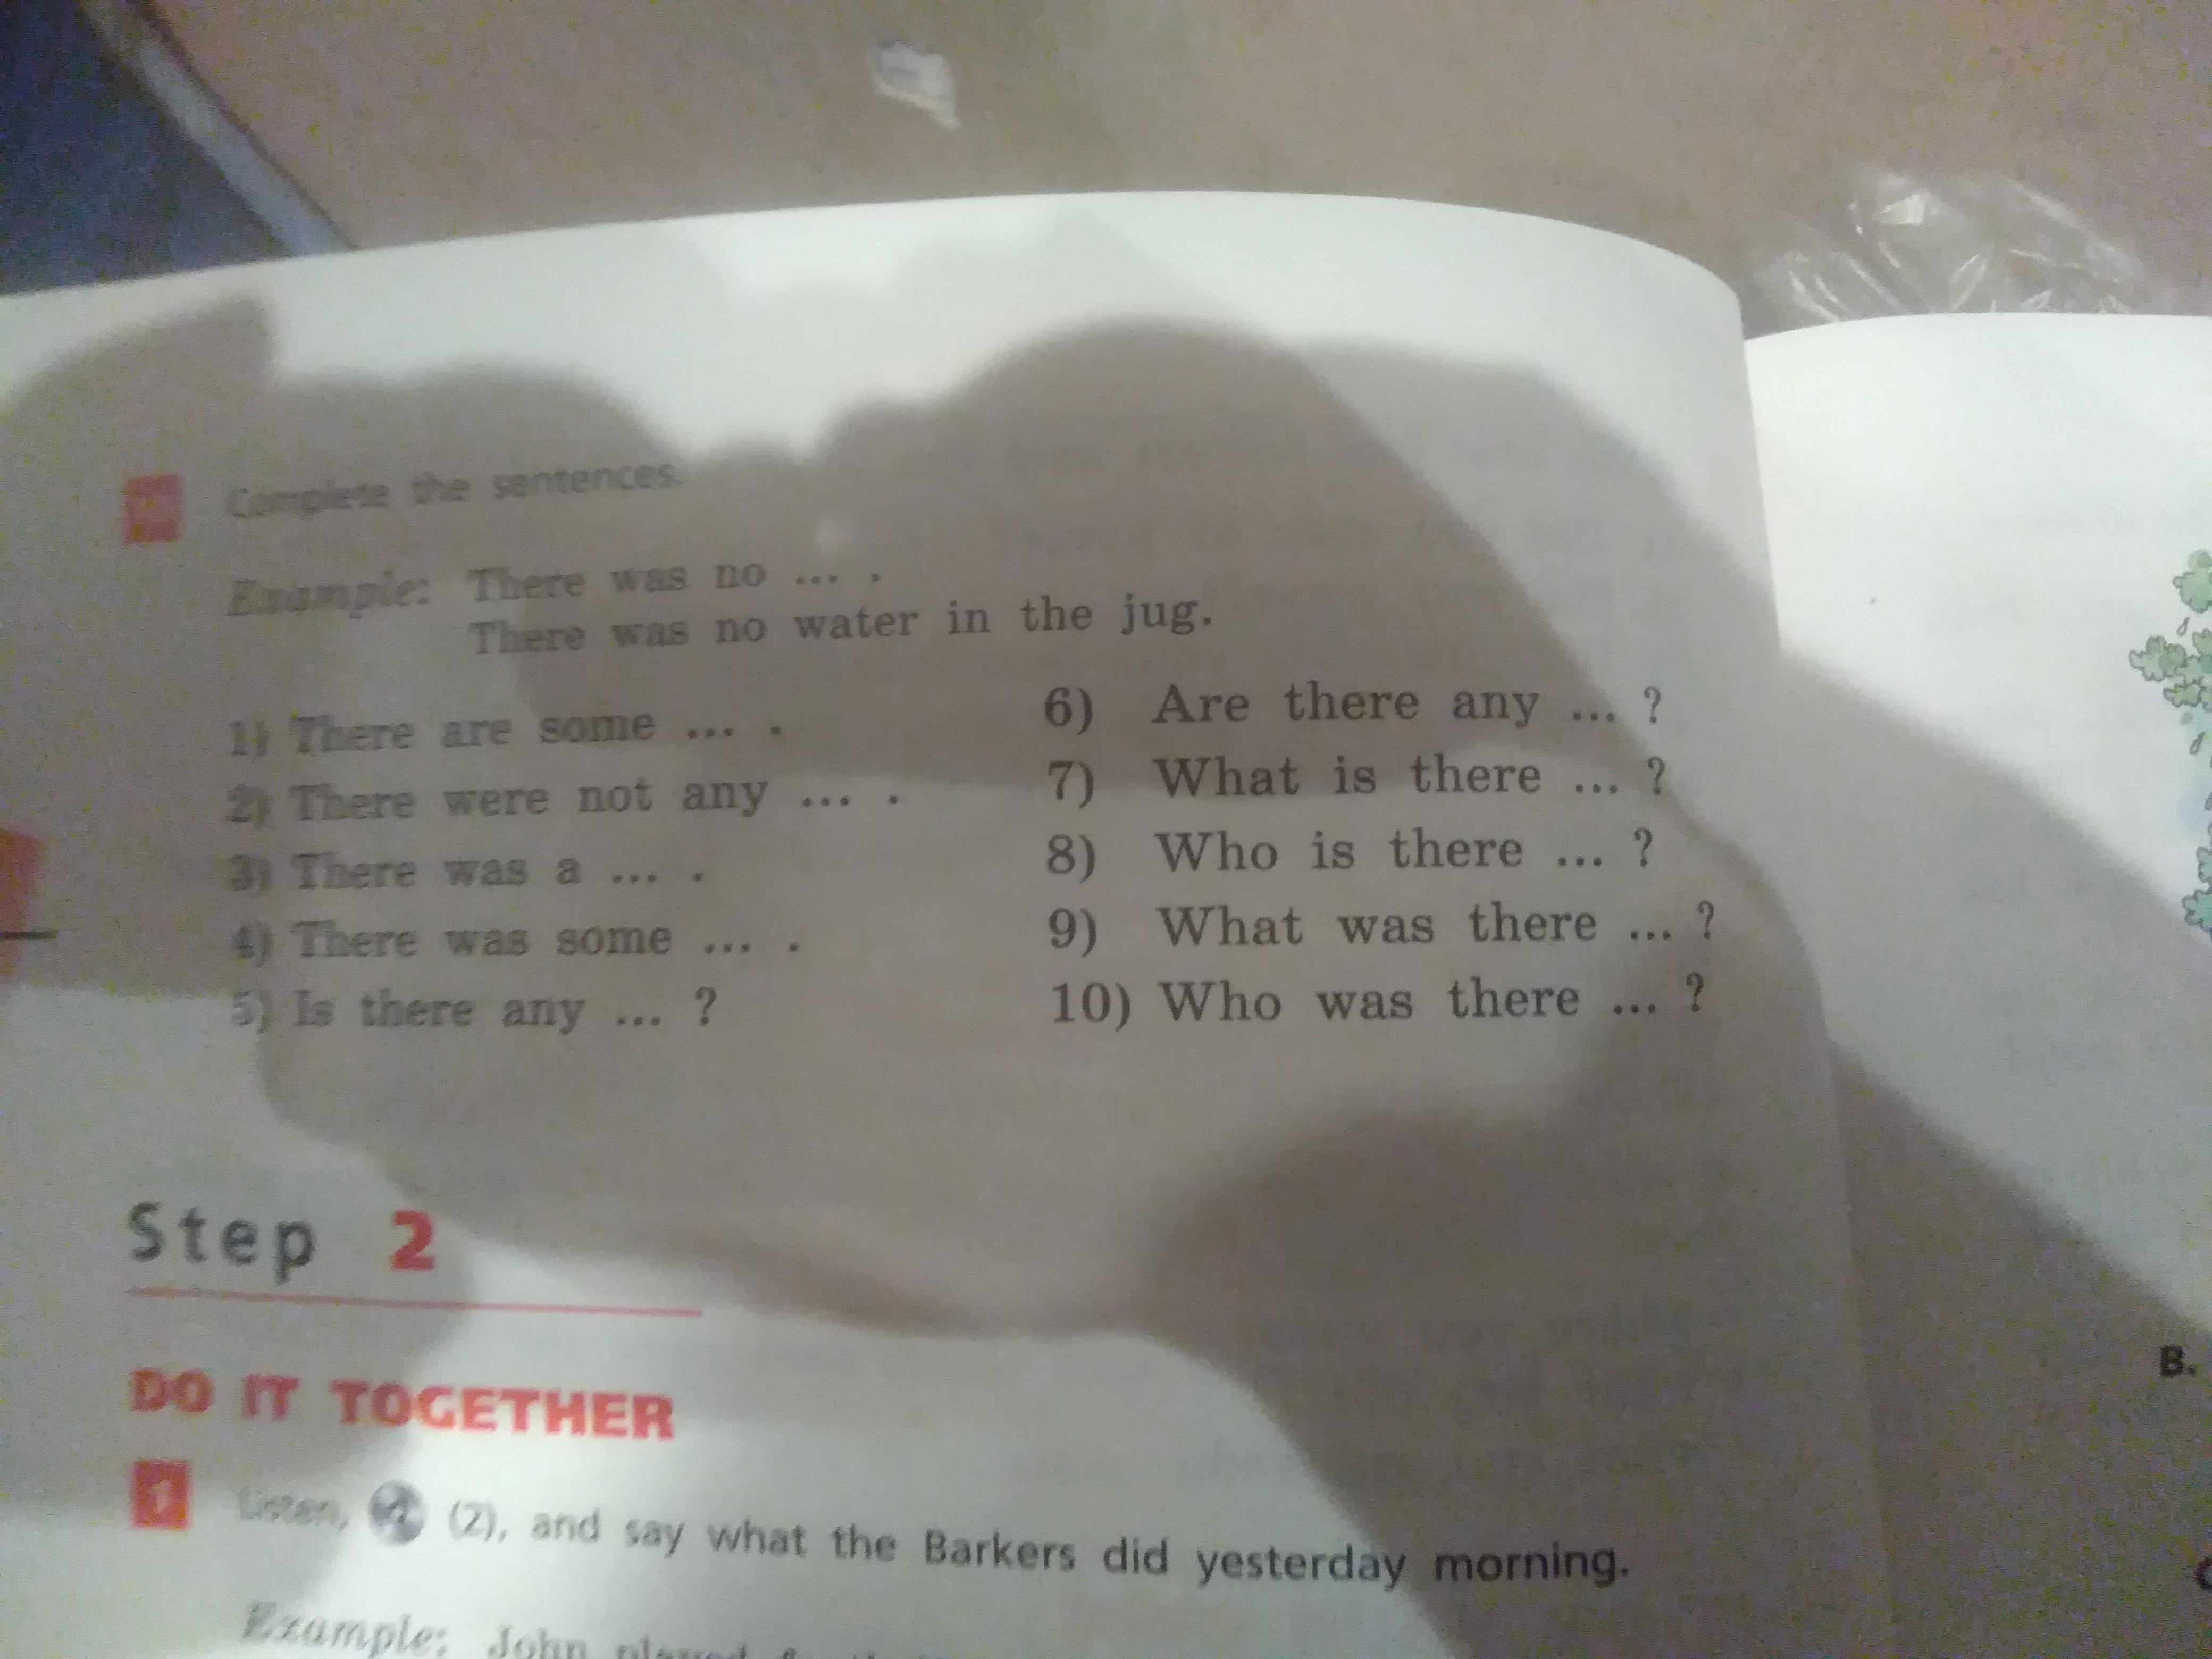 Complete the sentences.
Example: There was no ... .
There was no water in the jug.
1) There are some ... .
2) There were not any ... .
3) There was a ... .
4) There was some ... .
5) Is there any ... ?
6) Are there any ... ?
7) What is there ... ?
8) Who is there ... ?
9) What was there ... ?
10) Who was there ... ?
Step 2
DO IT TOGETHER
1 Listen, (2), and say what the Barkers did yesterday morning.
Example: John played
B.